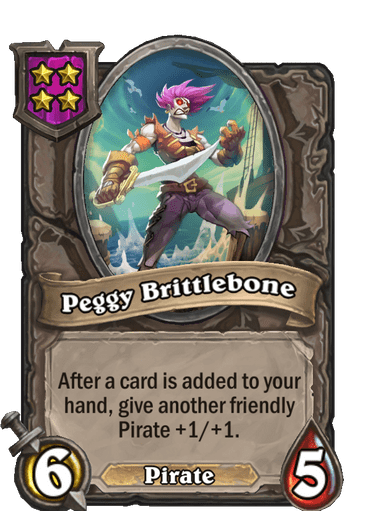 Peggy Brittlebone
After a card is added to your
hand, give another friendly
Pirate +1/+1.
6
Pirate
5